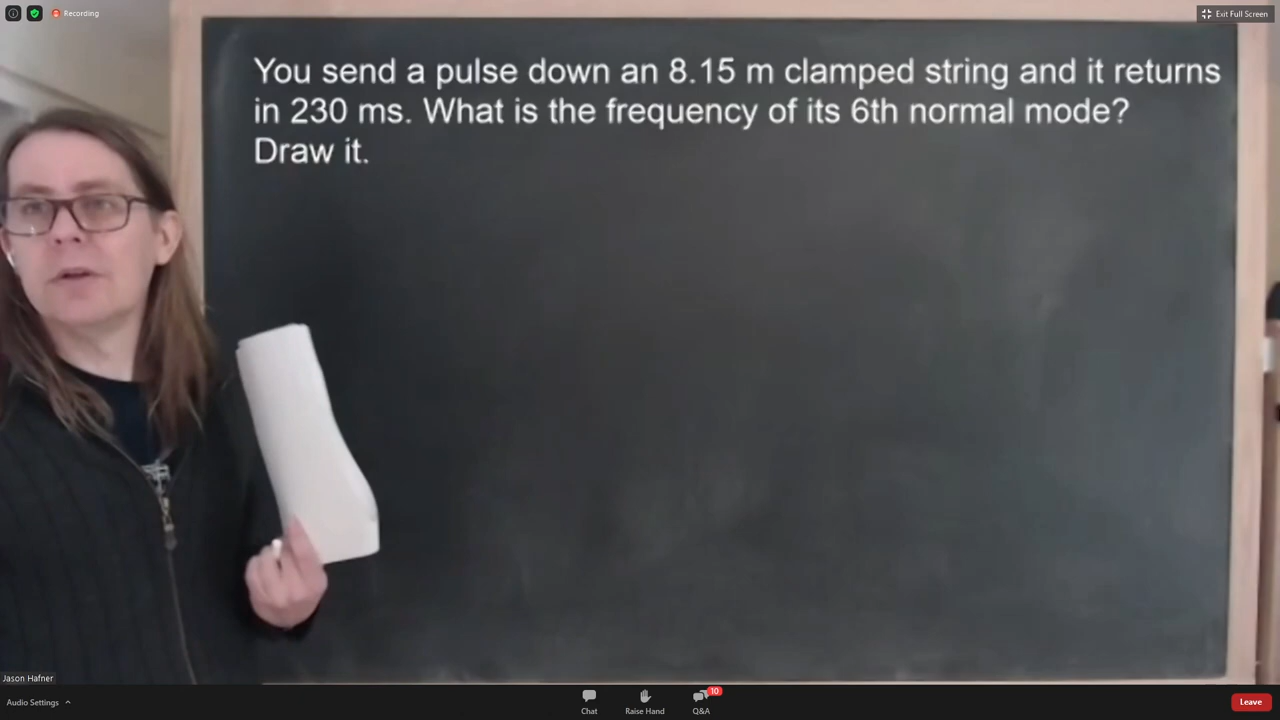 Recording
Exit Full Screen
You send a pulse down an 8.15 m clamped string and it returns
in 230 ms. What is the frequency of its 6th normal mode?
Draw it.
Jason Hafner
Audio Settings
Chat
Raise Hand
10
Q&A
Leave